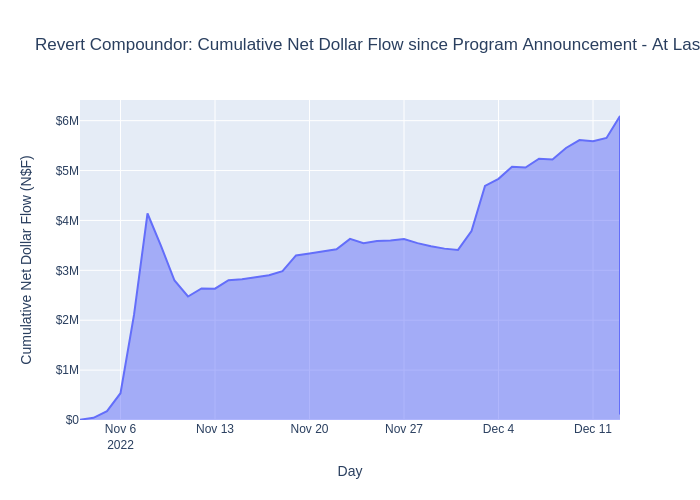 Revert Compoundor: Cumulative Net Dollar Flow since Program Announcement - At Las
$6M
$5M
$4M
$3M
$2M
$1M
$0
Cumulative Net Dollar Flow (N$F)
Nov 6
2022
Nov 13
Nov 20
Nov 27
Dec 4
Dec 11
Day